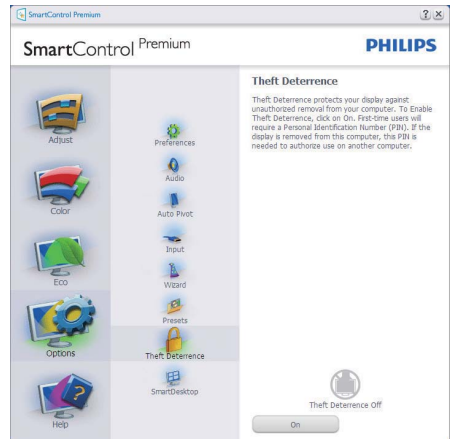 SmartControl Premium
SmartControl Premium
PHILIPS
Adjust
Color
Eco
Options
Help
Preferences
Audio
Auto Pivot
Input
Wizard
Presets
Theft Deterrence
SmartDesktop
Theft Deterrence
Theft Deterrence protects your display against
unauthorized removal from your computer. To Enable
Theft Deterrence, click on On. First-time users will
require a Personal Identification Number (PIN). If the
display is removed from this computer, this PIN is
needed to authorize use on another computer.
Theft Deterrence Off
On